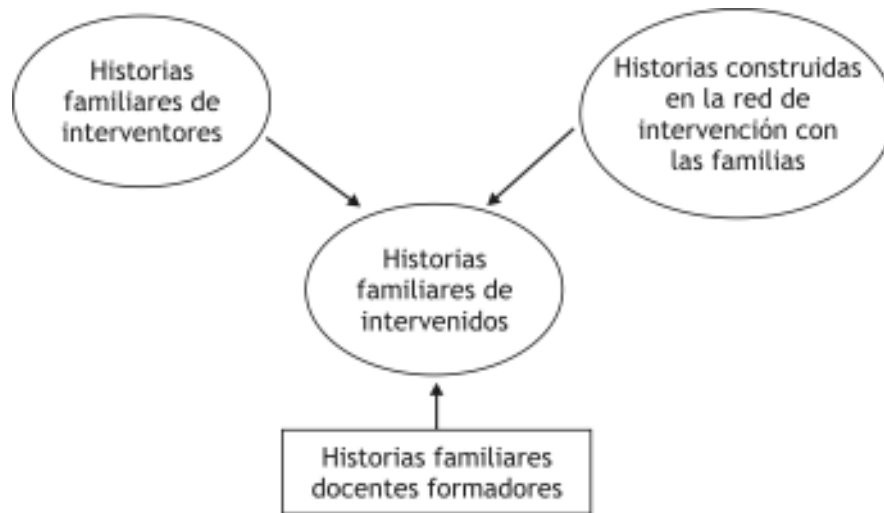 Historias
familiares de
interventores
Historias construidas
en la red de
intervención con
las familias
Historias
familiares de
intervenidos
Historias familiares
docentes formadores